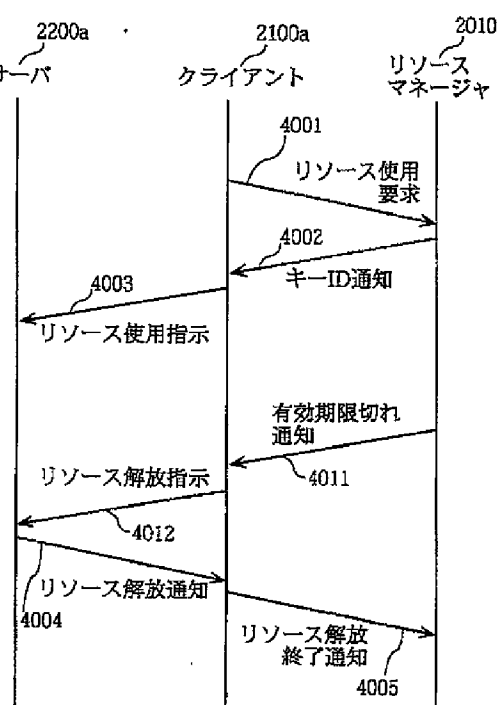 2200a
2100a
2010
ーバ
クライアント
リソース
マネージャ
4001
リソース使用
要求
4002
キーID通知
4003
リソース使用指示
有効期限切れ
通知
4011
リソース解放指示
4012
リソース解放通知
4004
リソース解放
終了通知
4005